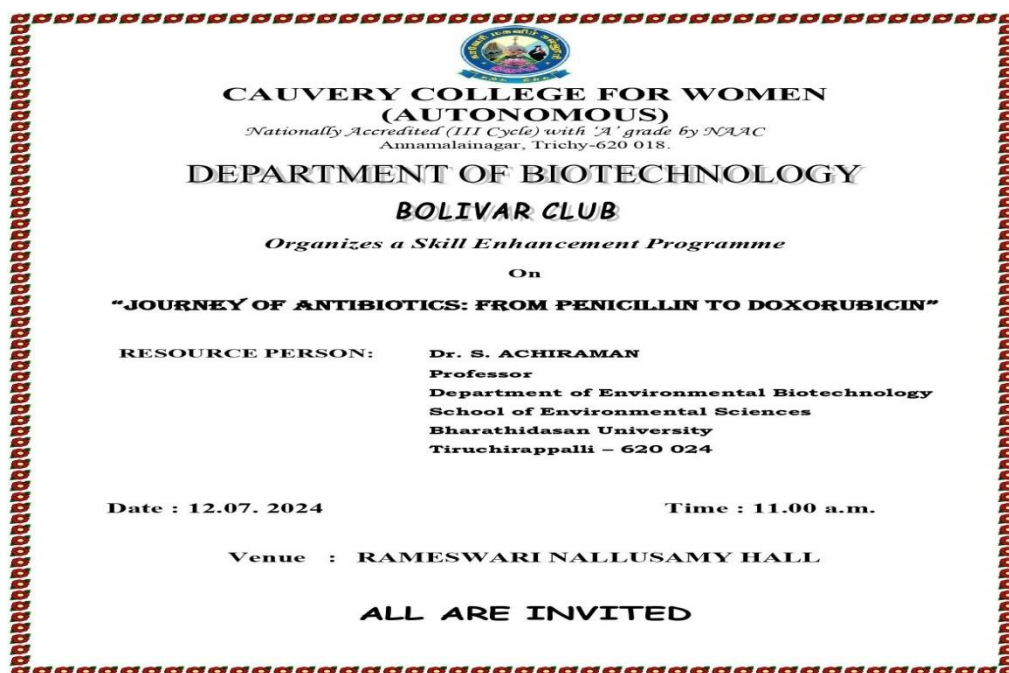 CAUVERY COLLEGE FOR WOMEN
(AUTONOMOUS)
Nationally Accredited (III Cycle) with 'A' grade by NAAC
Annamalainagar, Trichy-620 018.
DEPARTMENT OF BIOTECHNOLOGY
BOLIVAR CLUB
Organizes a Skill Enhancement Programme
On
“JOURNEY OF ANTIBIOTICS: FROM PENICILLIN TO DOXORUBICIN”
RESOURCE PERSON: Dr. S. ACHIRAMAN
Professor
Department of Environmental Biotechnology
School of Environmental Sciences
Bharathidasan University
Tiruchirappalli – 620 024
Date : 12.07. 2024 Time : 11.00 a.m.
Venue : RAMESWARI NALLUSAMY HALL
ALL ARE INVITED